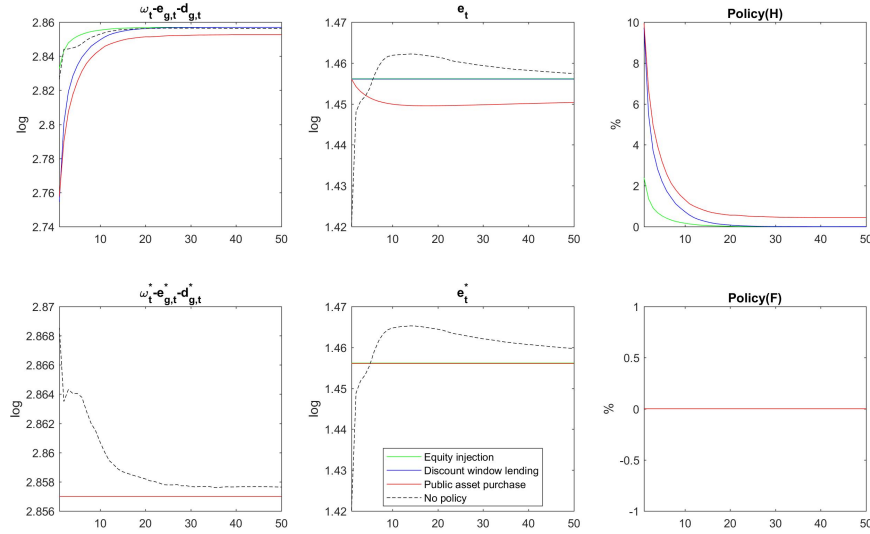 ω_t-e_{g,t}-d_{g,t}
2.86
2.84
2.82
2.8
2.78
2.76
2.74
log
10 20 30 40 50
e_t
1.47
1.46
1.45
1.44
1.43
1.42
log
10 20 30 40 50
Policy(H)
10
8
6
4
2
0
%
10 20 30 40 50
ω_t^*-e_{g,t}^*-d_{g,t}^*
2.87
2.868
2.866
2.864
2.862
2.86
2.858
2.856
log
10 20 30 40 50
e_t^*
1.47
1.46
1.45
1.44
1.43
1.42
log
Equity injection
Discount window lending
Public asset purchase
No policy
10 20 30 40 50
Policy(F)
1
0.5
0
-0.5
-1
%
10 20 30 40 50